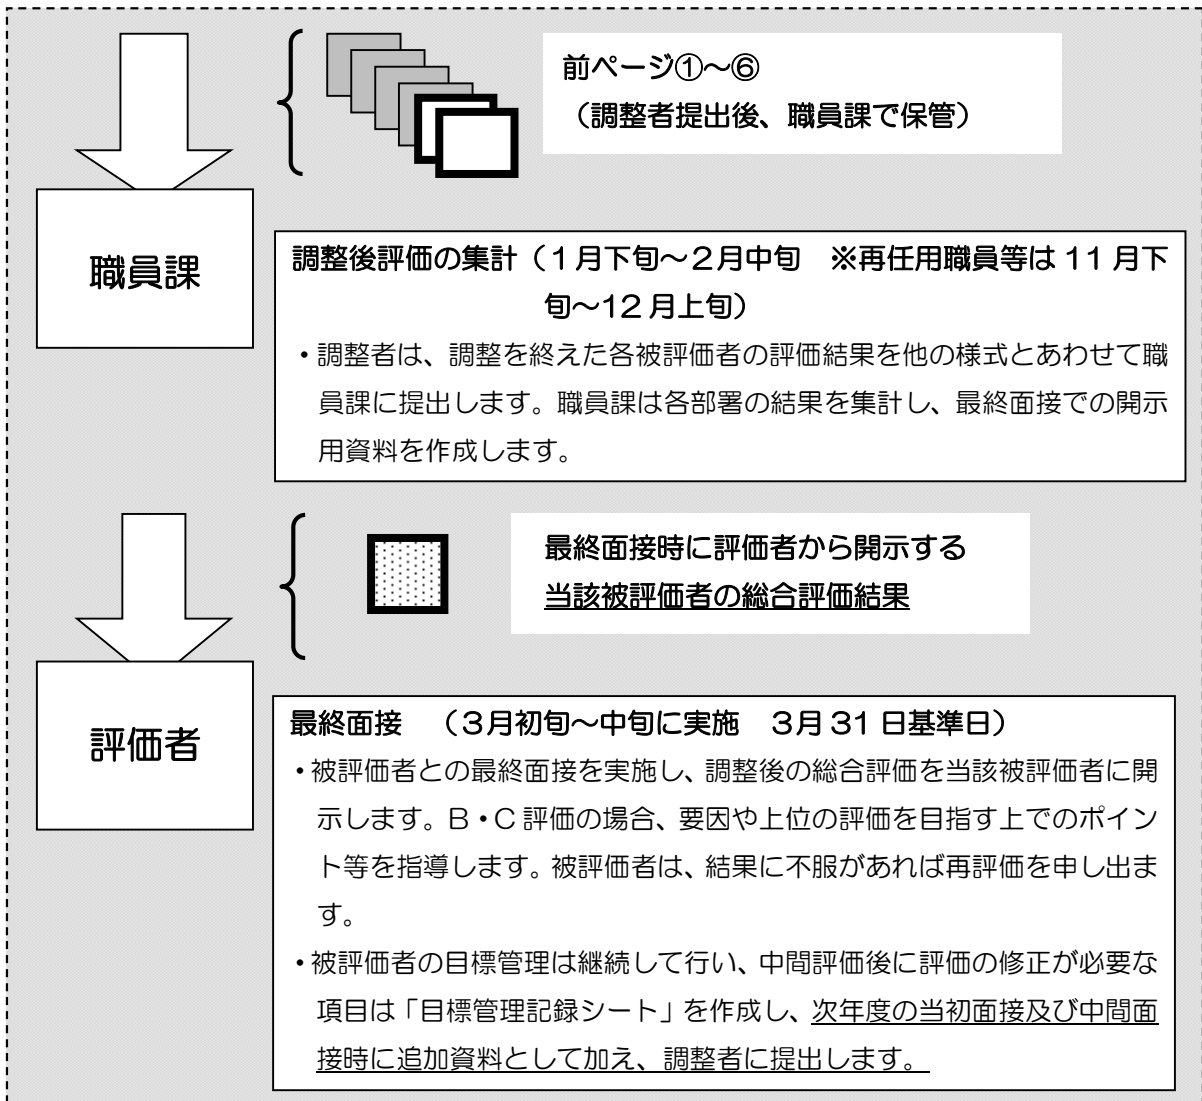 前ページ①~⑥
(調整者提出後、職員課で保管)
職員課
調整後評価の集計(1月下旬~2月中旬 ※再任用職員等は 11 月下
旬~12 月上旬)
・調整者は、調整を終えた各被評価者の評価結果を他の様式とあわせて職
員課に提出します。職員課は各部署の結果を集計し、最終面接での開示
用資料を作成します。
最終面接時に評価者から開示する
当該被評価者の総合評価結果
評価者
最終面接 (3月初旬~中旬に実施 3月 31 日基準日)
・被評価者との最終面接を実施し、調整後の総合評価を当該被評価者に開
示します。B・C 評価の場合、要因や上位の評価を目指す上でのポイン
ト等を指導します。被評価者は、結果に不服があれば再評価を申し出ま
す。
・被評価者の目標管理は継続して行い、中間評価後に評価の修正が必要な
項目は「目標管理記録シート」を作成し、次年度の当初面接及び中間面
接時に追加資料として加え、調整者に提出します。